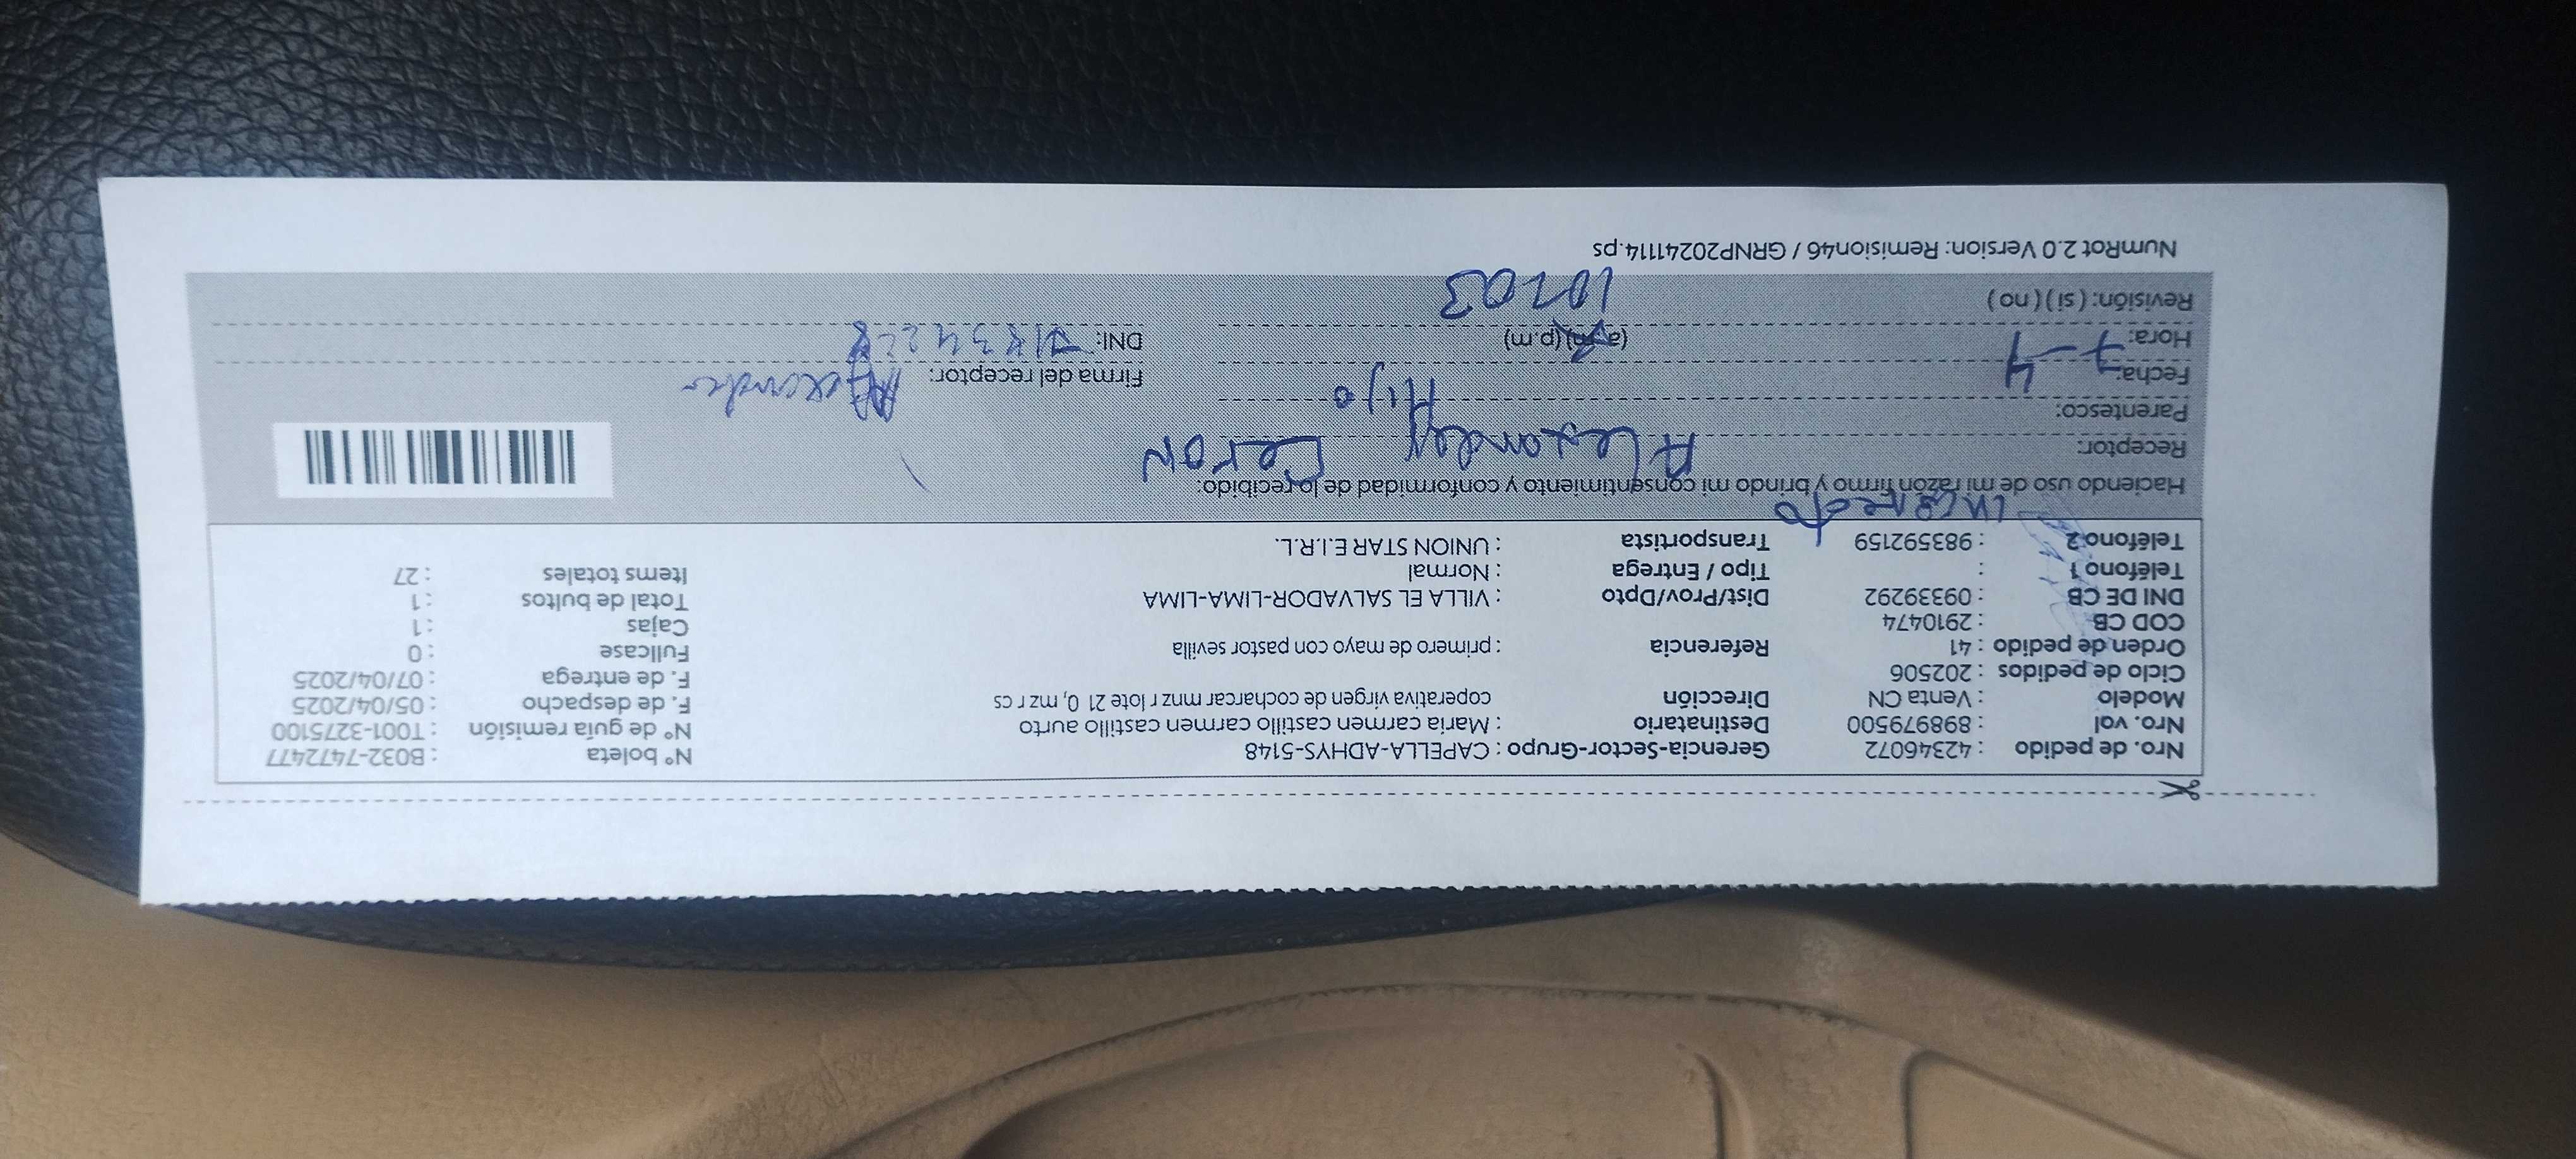 Nro. de pedido : 42346072 Gerencia-Sector-Grupo : CAPELLA-ADHYS-5148 N° boleta : B032-7472477
Nro. val : 898979500 Destinatario : Maria carmen castillo carmen castillo aurto N° de guía remisión : T001-3275100
Modelo : Venta CN Dirección coperativa virgen de cocharcar mnz r lote 21 0, mz r cs F. de despacho : 05/04/2025
Ciclo de pedidos : 202506 F. de entrega : 07/04/2025
Orden de pedido : 41 Referencia : primero de mayo con pastor sevilla Fullcase : 0
COD CB : 2910474 Cajas : 1
DNI DE CB : 09339292 Dist/Prov/Dpto : VILLA EL SALVADOR-LIMA-LIMA Total de bultos : 1
Teléfono 1 : Tipo / Entrega : Normal Items totales : 27
Teléfono 2 : 983592159 Transportista : UNION STAR E.I.R.L.
Haciendo uso de mi razón firmo y brindo mi consentimiento y conformidad de lo recibido:
Receptor: Alexander Ceron
Parentesco: Hijo
Fecha: 7-4 Firma del receptor: Alexander
Hora: (a.m)(p.m) DNI:
Revisión: ( si ) ( no ) 10703
NumRot 2.0 Version: Remision46 / GRNP20241114.ps